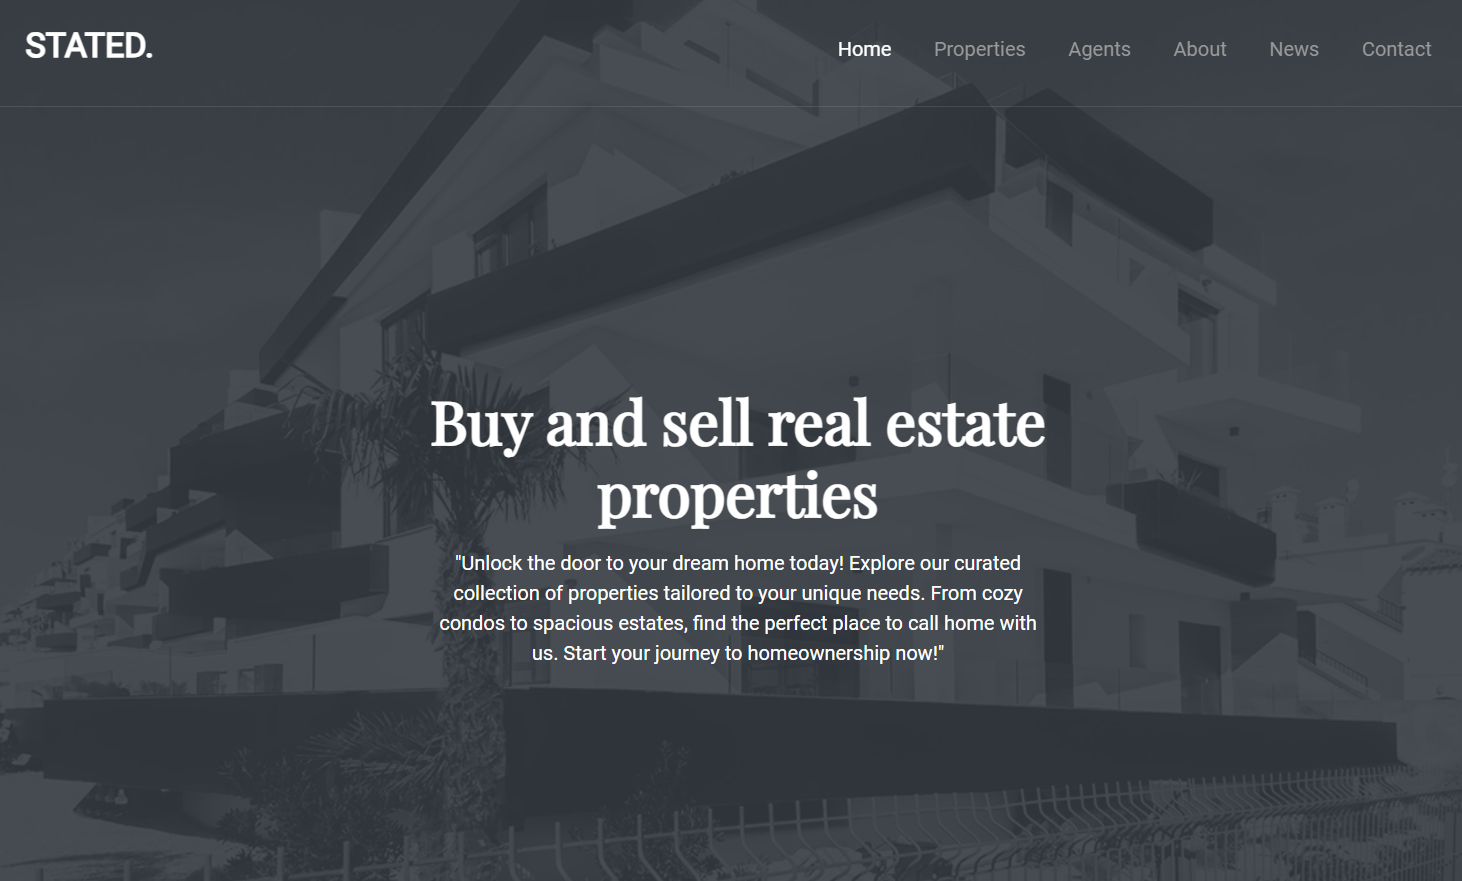 STATED.
Home Properties Agents About News Contact
Buy and sell real estate
properties
"Unlock the door to your dream home today! Explore our curated
collection of properties tailored to your unique needs. From cozy
condos to spacious estates, find the perfect place to call home with
us. Start your journey to homeownership now!"